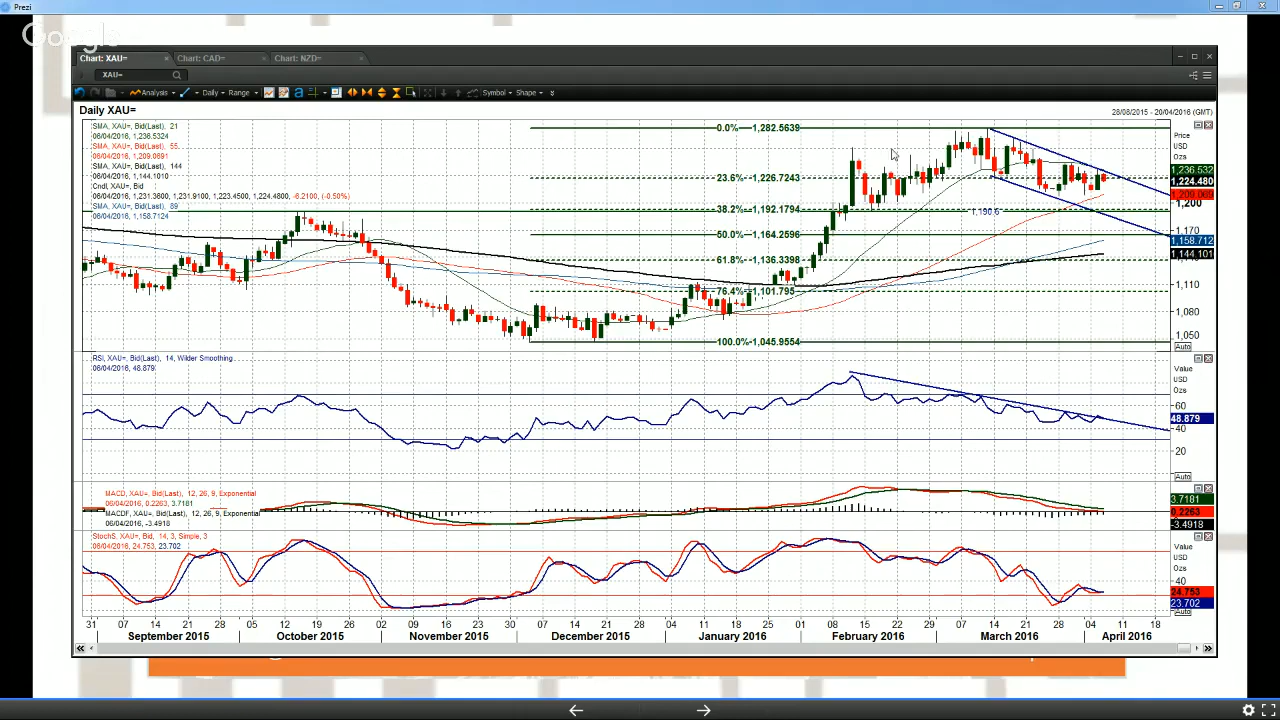 Prezi
Google
Chart: XAU=
Chart: CAD=
Chart: NZD=
XAU=
Analysis
Daily
Range
Symbol
Shape
Daily XAU=
28/08/2015 - 20/04/2016 (GMT)
SMA, XAU=, Bid(Last), 21
06/04/2016, 1,236.5324
SMA, XAU=, Bid(Last), 55
06/04/2016, 1,209.0691
SMA, XAU=, Bid(Last), 144
06/04/2016, 1,144.1010
Cndl, XAU=, Bid
06/04/2016, 1,231.3600, 1,231.9100, 1,223.4500, 1,224.4800, -6.2100, (-0.50%)
SMA, XAU=, Bid(Last), 89
06/04/2016, 1,158.7124
0.0% 1,282.5639
23.6% 1,226.7243
38.2% 1,192.1794
1,190.6
50.0% 1,164.2596
61.8% 1,136.3398
76.4% 1,101.795
100.0% 1,045.9554
Price
USD
Ozs
1,236.532
1,224.480
1,209.069
1,200
1,170
1,158.712
1,144.101
1,110
1,080
1,050
Auto
RSI, XAU=, Bid(Last), 14, Wilder Smoothing
06/04/2016, 48.879
Value
USD
Ozs
60
48.879
40
20
Auto
MACD, XAU=, Bid(Last), 12, 26, 9, Exponential
06/04/2016, 0.2263, 3.7181
MACDF, XAU=, Bid(Last), 12, 26, 9, Exponential
06/04/2016, -3.4918
3.7181
0.2263
-3.4918
StochS, XAU=, Bid, 14, 3, Simple, 3
06/04/2016, 24.753, 23.702
Value
USD
Ozs
40
24.753
23.702
Auto
31 07 14 21 28 05 12 19 26 02 09 16 23 30 07 14 21 28 04 11 18 25 01 08 15 22 29 07 14 21 28 04 11 18
September 2015 October 2015 November 2015 December 2015 January 2016 February 2016 March 2016 April 2016